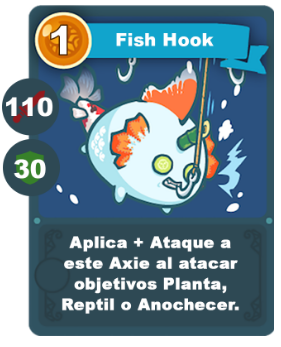 1
Fish Hook
110
30
Aplica + Ataque a
este Axie al atacar
objetivos Planta,
Reptil o Anochecer.